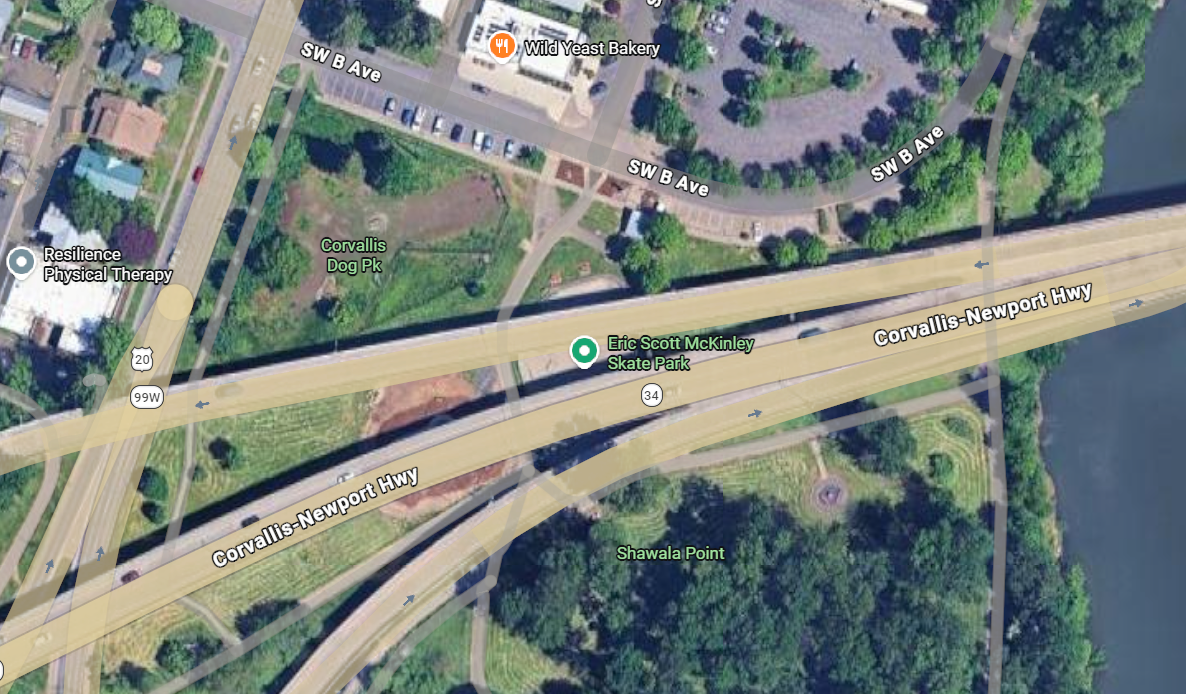 SW B Ave
Wild Yeast Bakery
SW B Ave
SW B Ave
Corvallis
Dog Pk
Resilience
Physical Therapy
Corvallis-Newport Hwy
20
Eric Scott McKinley
Skate Park
99W
34
Corvallis-Newport Hwy
Shawala Point